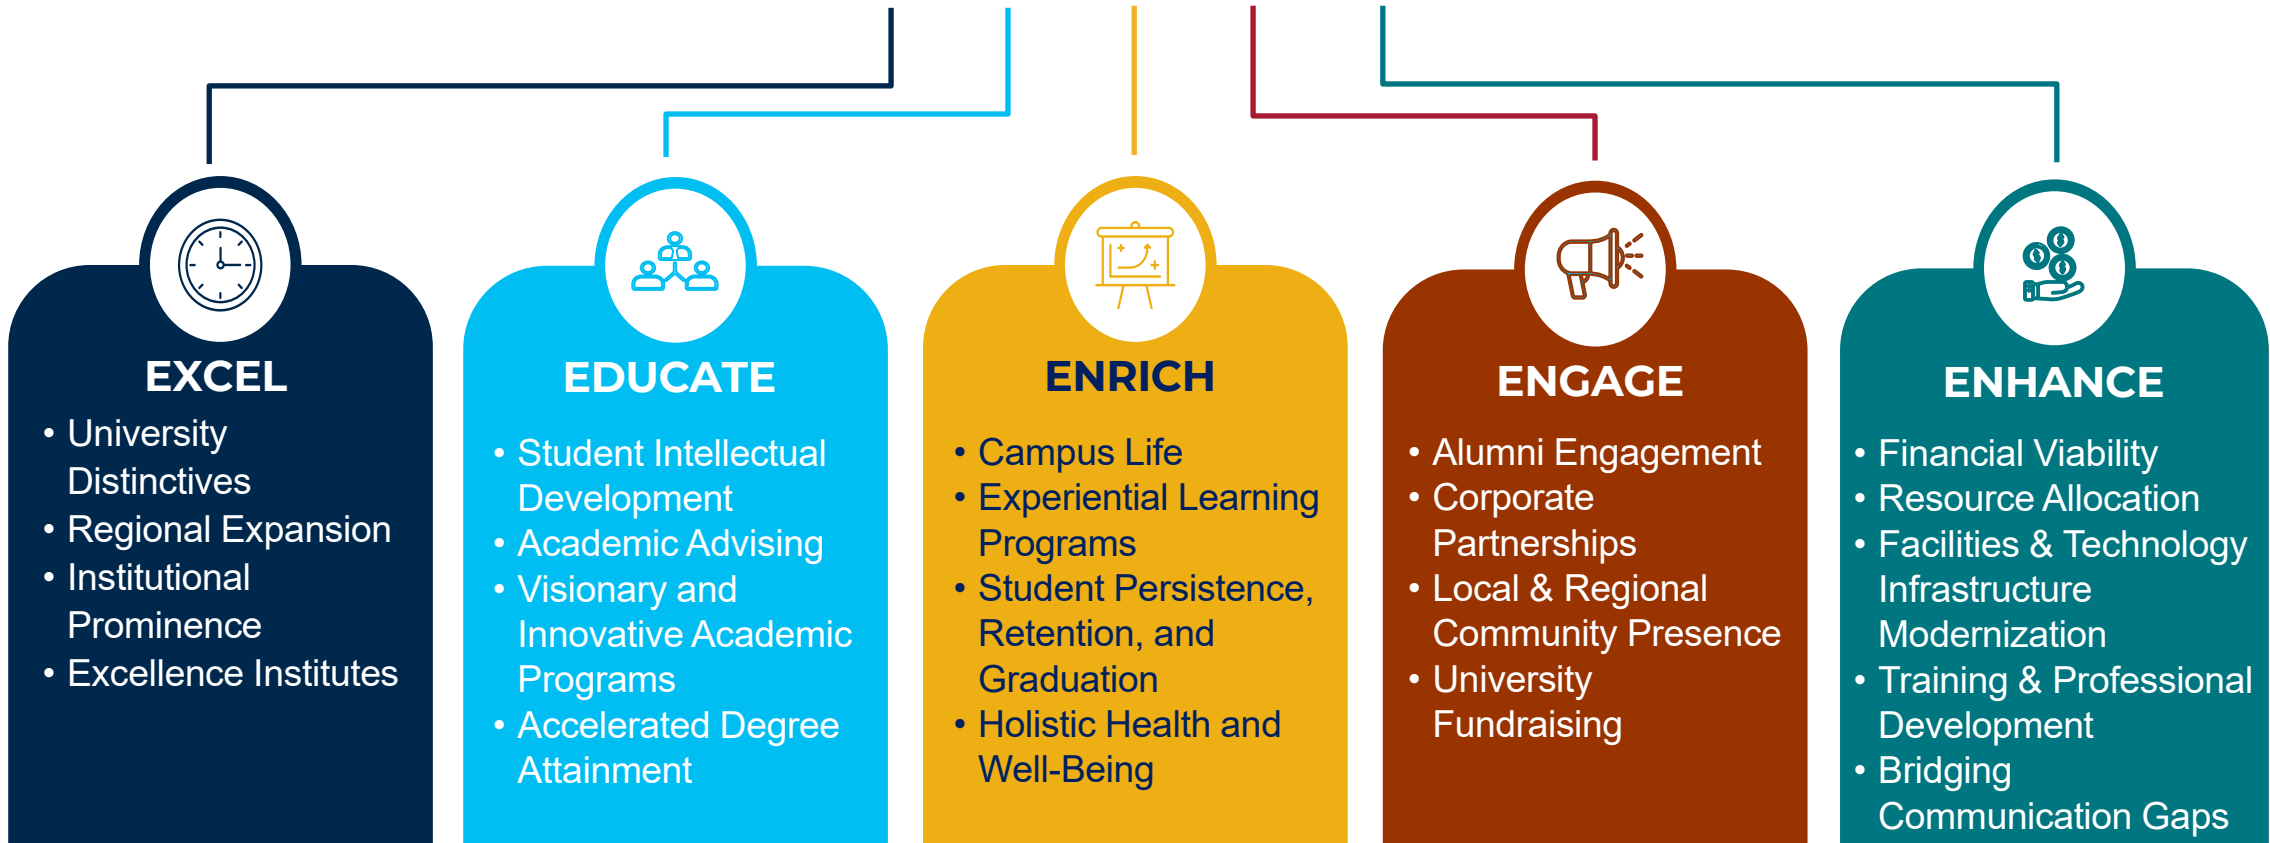 EXCEL
• University
Distinctives
• Regional Expansion
• Institutional
Prominence
• Excellence Institutes
EDUCATE
• Student Intellectual
Development
• Academic Advising
• Visionary and
Innovative Academic
Programs
• Accelerated Degree
Attainment
ENRICH
• Campus Life
• Experiential Learning
Programs
• Student Persistence,
Retention, and
Graduation
• Holistic Health and
Well-Being
ENGAGE
• Alumni Engagement
• Corporate
Partnerships
• Local & Regional
Community Presence
• University
Fundraising
ENHANCE
• Financial Viability
• Resource Allocation
• Facilities & Technology
Infrastructure
Modernization
• Training & Professional
Development
• Bridging
Communication Gaps